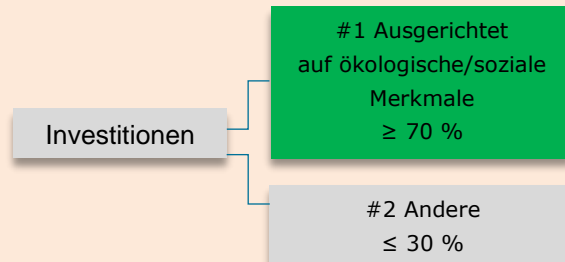 Investitionen
#1 Ausgerichtet
auf ökologische/soziale
Merkmale
≥ 70 %
#2 Andere
≤ 30 %